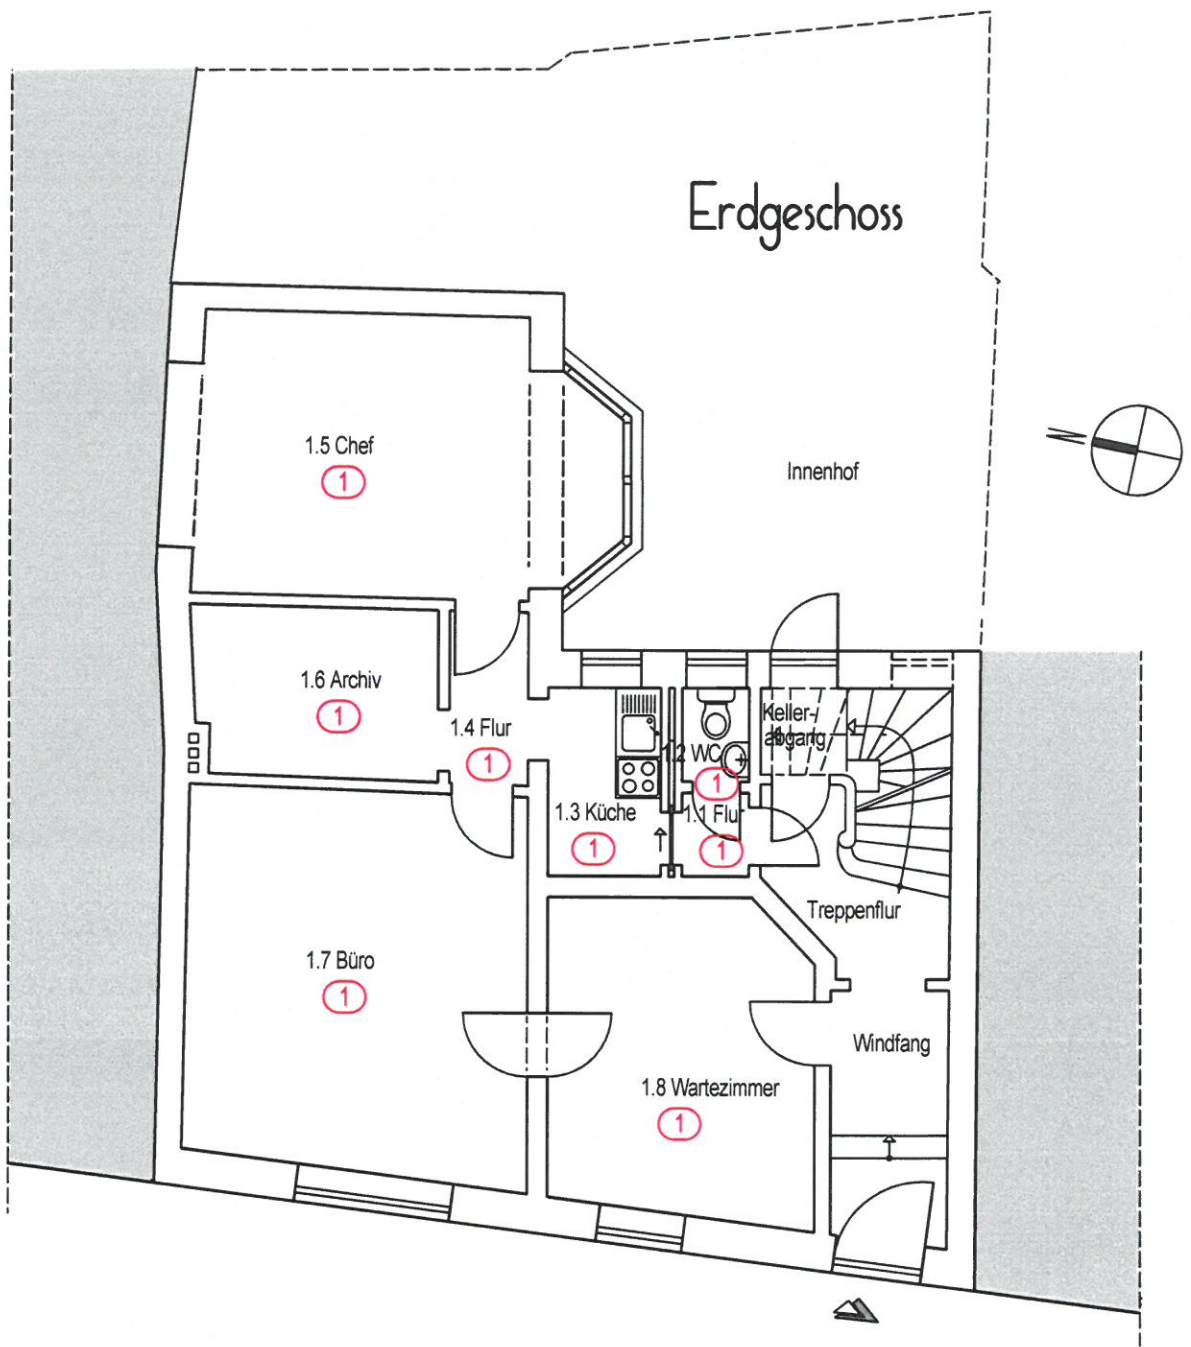 Erdgeschoss
1.5 Chef
1
Innenhof
N
1.6 Archiv
1
1.4 Flur
1
1.2 WC
1
Keller-
abgang
1.3 Küche
1
1.1 Flur
1
Treppenflur
1.7 Büro
1
Windfang
1.8 Wartezimmer
1